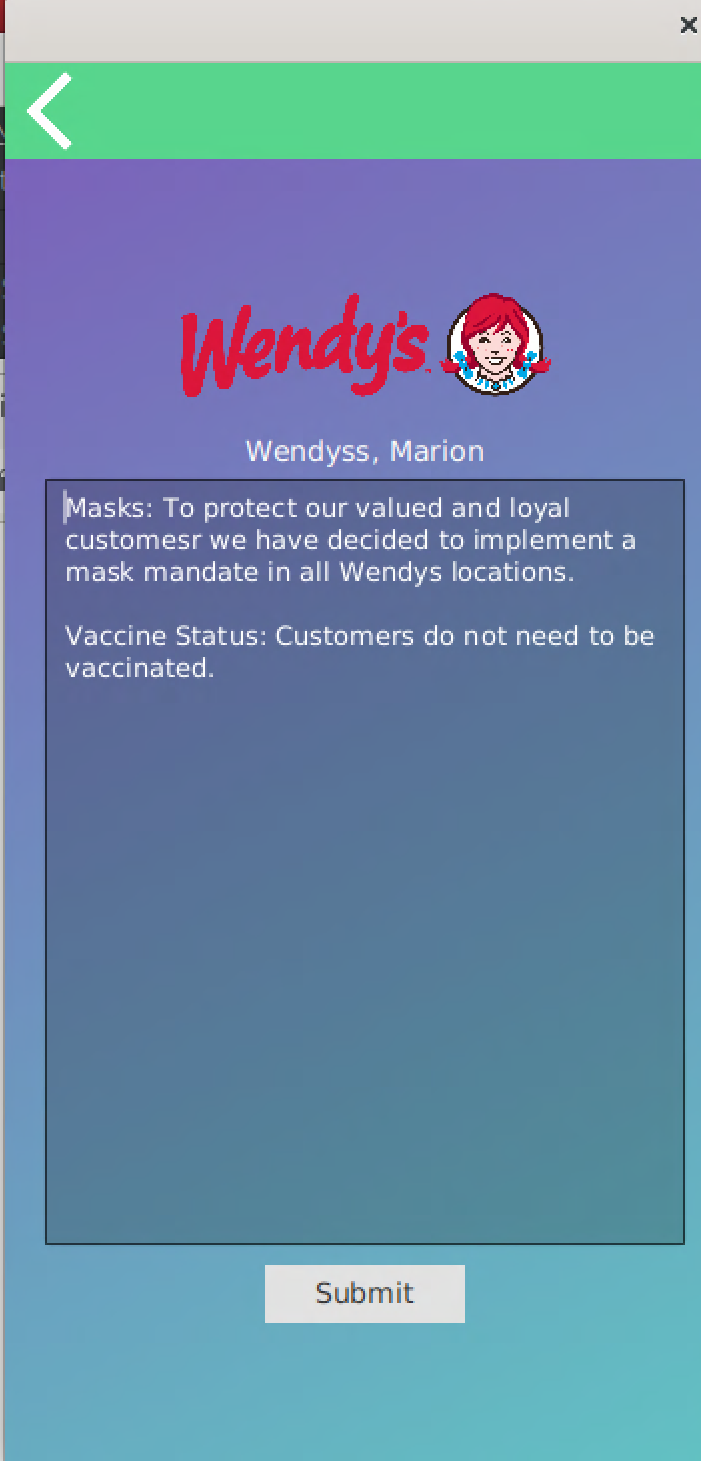 Wendy's
Wendyss, Marion
Masks: To protect our valued and loyal
customesr we have decided to implement a
mask mandate in all Wendys locations.
Vaccine Status: Customers do not need to be
vaccinated.
Submit